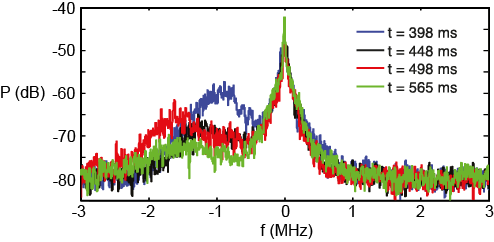 -40
-50
-60
-70
-80
P (dB)
t = 398 ms
t = 448 ms
t = 498 ms
t = 565 ms
-3 -2 -1 0 1 2 3
f (MHz)